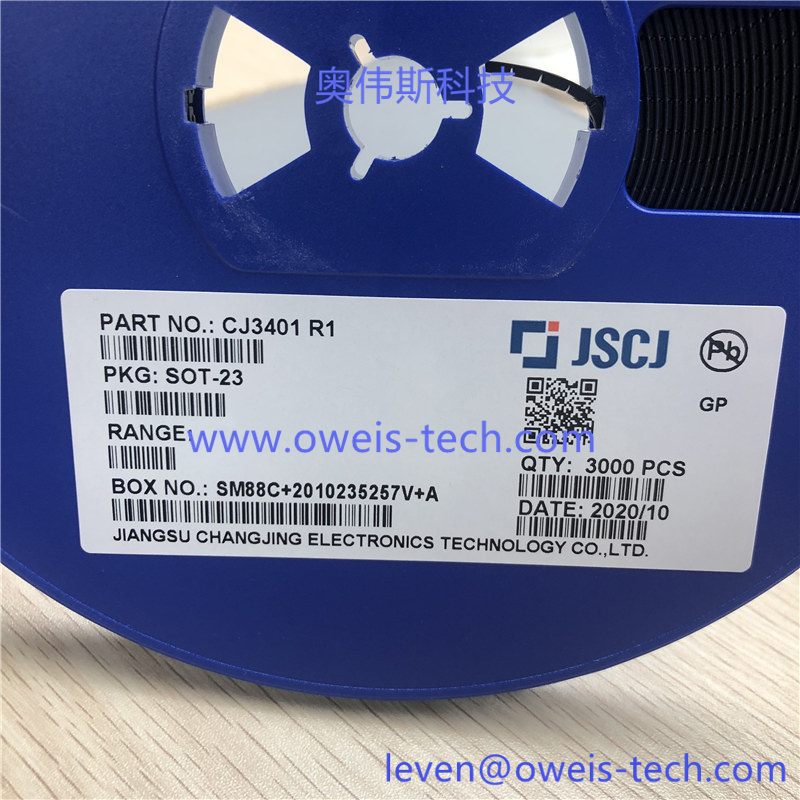 奥伟斯科技
PART NO.: CJ3401 R1
JSCJ
Pb
PKG: SOT-23
GP
RANGE:
www.oweis-tech.com
QTY: 3000 PCS
BOX NO.: SM88C+2010235257V+A
DATE: 2020/10
JIANGSU CHANGJING ELECTRONICS TECHNOLOGY CO.,LTD.
leven@oweis-tech.com